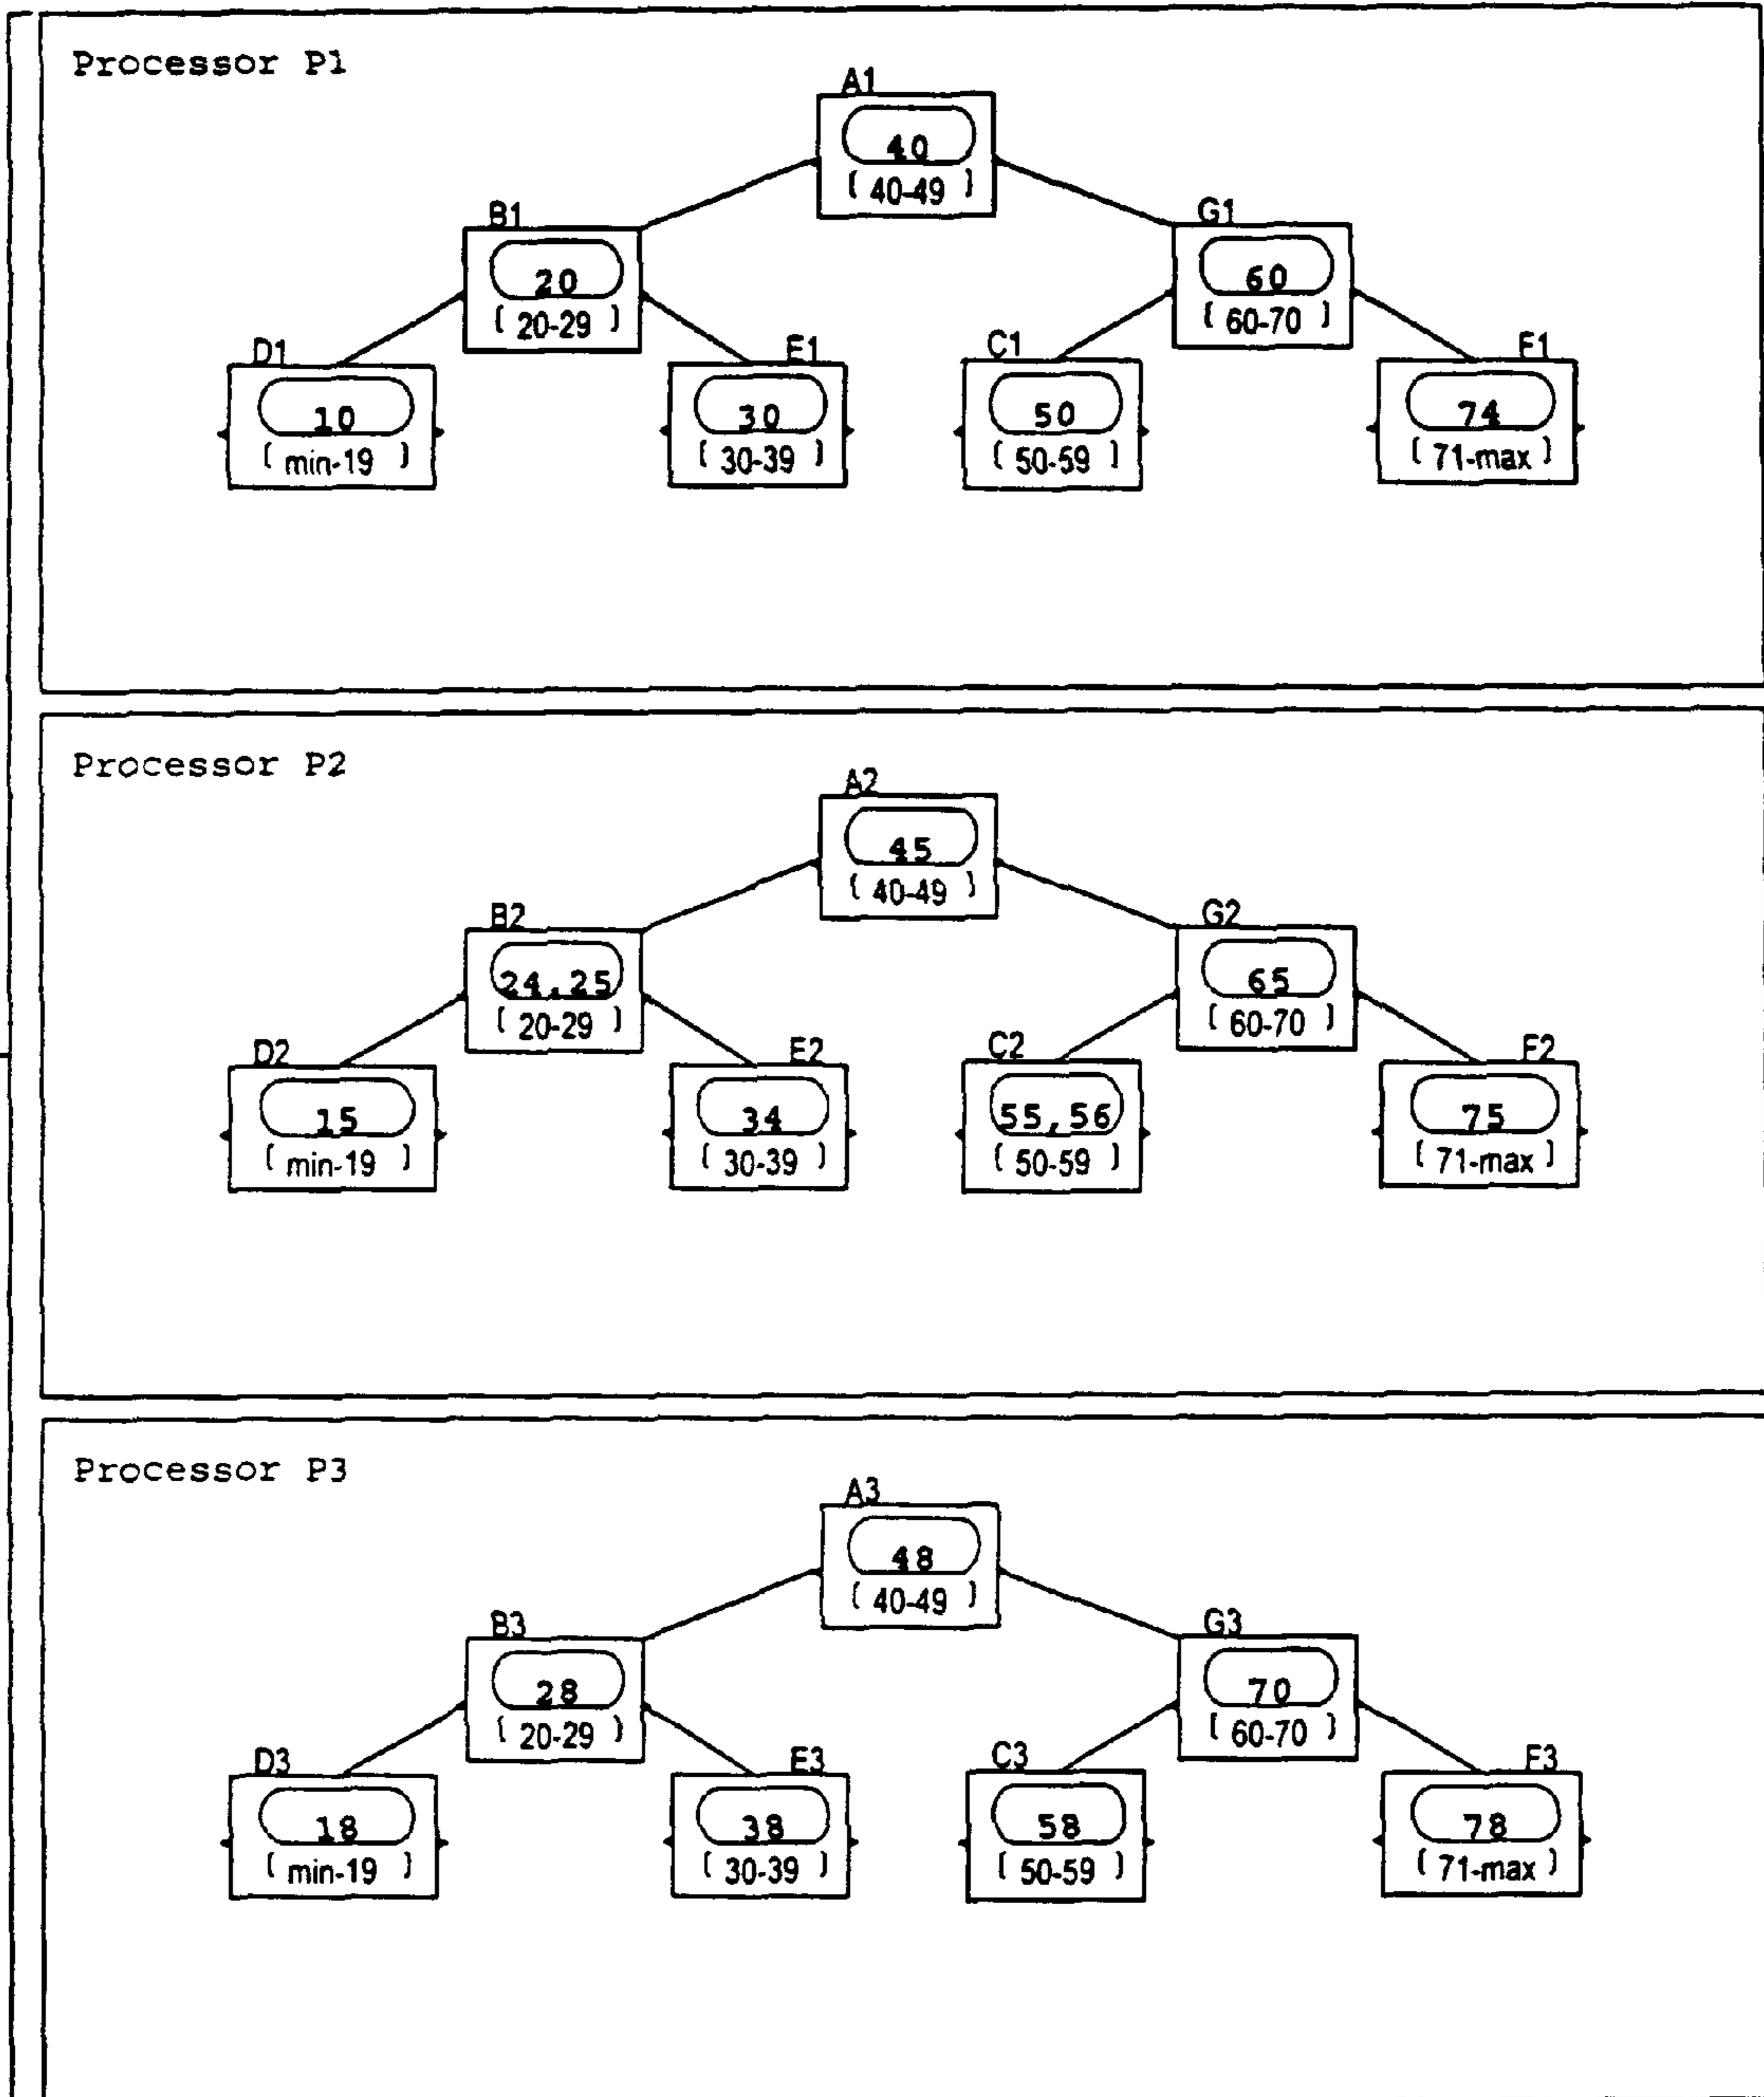 Processor P1
A1
40
[ 40-49 ]
B1
20
[ 20-29 ]
G1
60
[ 60-70 ]
D1
10
[ min-19 ]
E1
30
[ 30-39 ]
C1
50
[ 50-59 ]
F1
74
[ 71-max ]
Processor P2
A2
45
[ 40-49 ]
B2
24,25
[ 20-29 ]
G2
65
[ 60-70 ]
D2
15
[ min-19 ]
E2
34
[ 30-39 ]
C2
55,56
[ 50-59 ]
F2
75
[ 71-max ]
Processor P3
A3
48
[ 40-49 ]
B3
28
[ 20-29 ]
G3
70
[ 60-70 ]
D3
18
[ min-19 ]
E3
38
[ 30-39 ]
C3
58
[ 50-59 ]
F3
78
[ 71-max ]